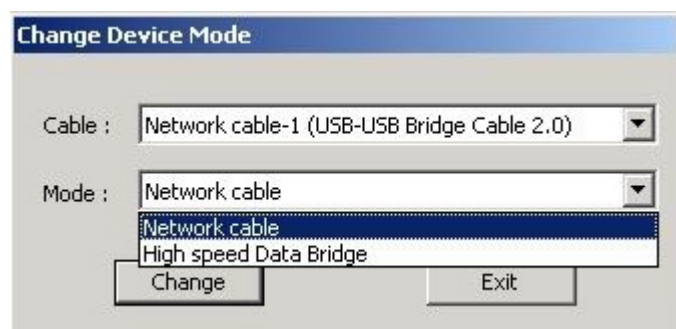 Change Device Mode
Cable : Network cable-1 (USB-USB Bridge Cable 2.0)
Mode : Network cable
Network cable
High speed Data Bridge
Change Exit